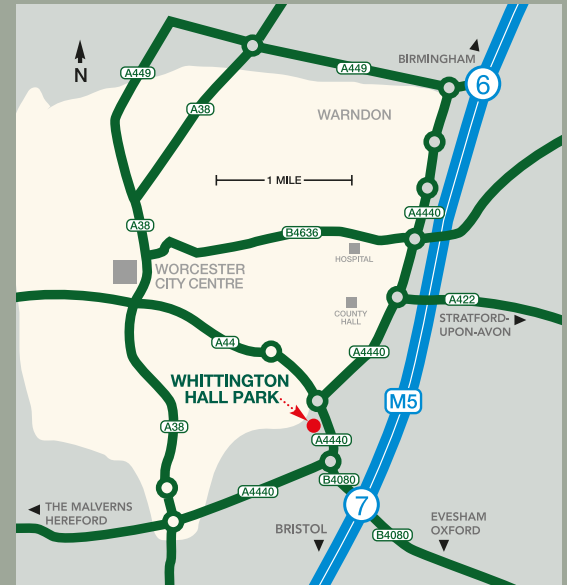 BIRMINGHAM
N
A449
A449
6
A38
WARNDON
1 MILE
A4440
A38
B4636
HOSPITAL
WORCESTER
CITY CENTRE
A422
COUNTY
HALL
STRATFORD-
UPON-AVON
A44
A4440
WHITTINGTON
HALL PARK
M5
A38
A4440
B4080
A4440
7
THE MALVERNS
HEREFORD
BRISTOL
EVESHAM
OXFORD
B4080